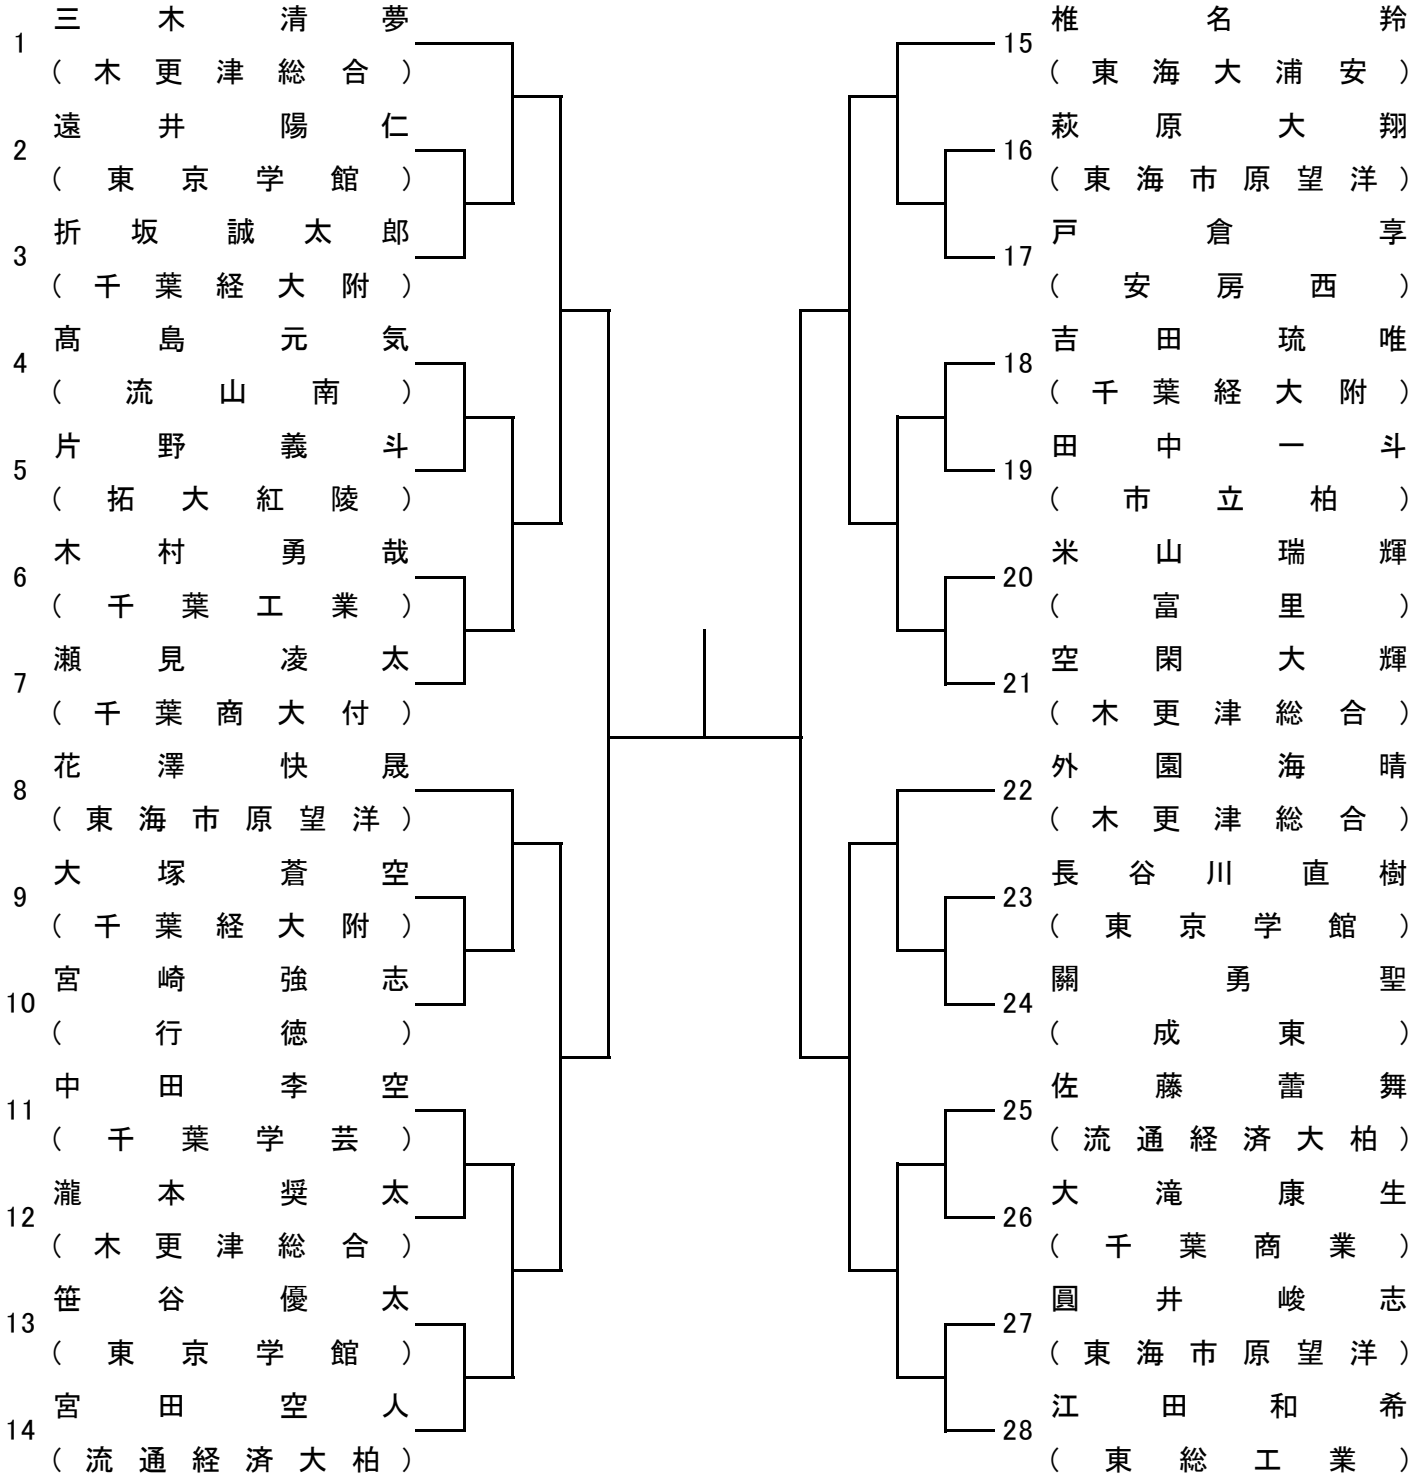 三木清夢
1
(木更津総合)
遠井陽仁
2
(東京学館)
折坂誠太郎
3
(千葉経大附)
髙島元気
4
(流山南)
片野義斗
5
(拓大紅陵)
木村勇哉
6
(千葉工業)
瀬見凌太
7
(千葉商大付)
花澤快晟
8
(東海市原望洋)
大塚蒼空
9
(千葉経大附)
宮崎強志
10
(行徳)
中田李空
11
(千葉学芸)
瀧本奨太
12
(木更津総合)
笹谷優太
13
(東京学館)
宮田空人
14
(流通経済大柏)
椎名羚
15
(東海大浦安)
萩原大翔
16
(東海市原望洋)
戸倉享
17
(安房西)
吉田琉唯
18
(千葉経大附)
田中一斗
19
(市立柏)
米山瑞輝
20
(富里)
空閑大輝
21
(木更津総合)
外園海晴
22
(木更津総合)
長谷川直樹
23
(東京学館)
關勇聖
24
(成東)
佐藤蕾舞
25
(流通経済大柏)
大滝康生
26
(千葉商業)
圓井峻志
27
(東海市原望洋)
江田和希
28
(東総工業)